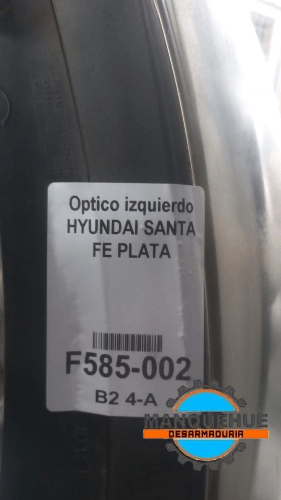 Optico izquierdo
HYUNDAI SANTA
FE PLATA
F585-002
B2 4-A
MANQUEHUE
DESARMADURIA